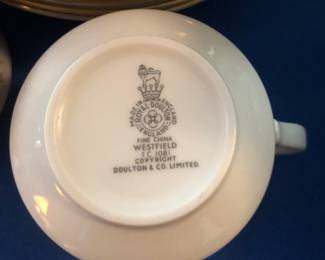 MADE IN ENGLAND
ROYAL DOULTON
ENGLAND
FINE CHINA
WESTFIELD
T.C.1081
COPYRIGHT
DOULTON & CO. LIMITED.